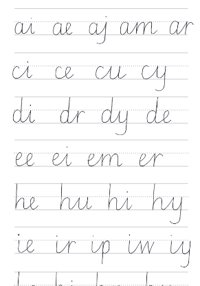 ai ae aj am ar
ci ce cu cy
di dr dy de
ee ei em er
he hu hi hy
ie ir ip iw iy